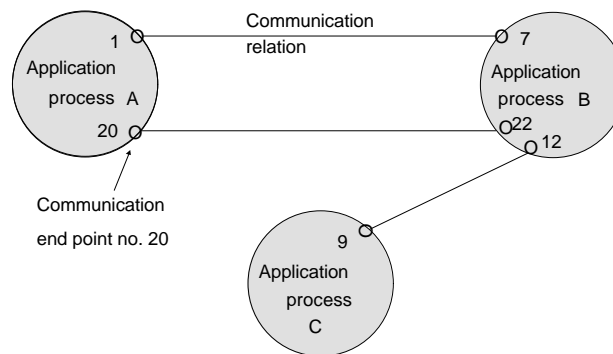 Communication
relation
1
7
Application
process A
Application
process B
20
22
12
Communication
end point no. 20
9
Application
process
C